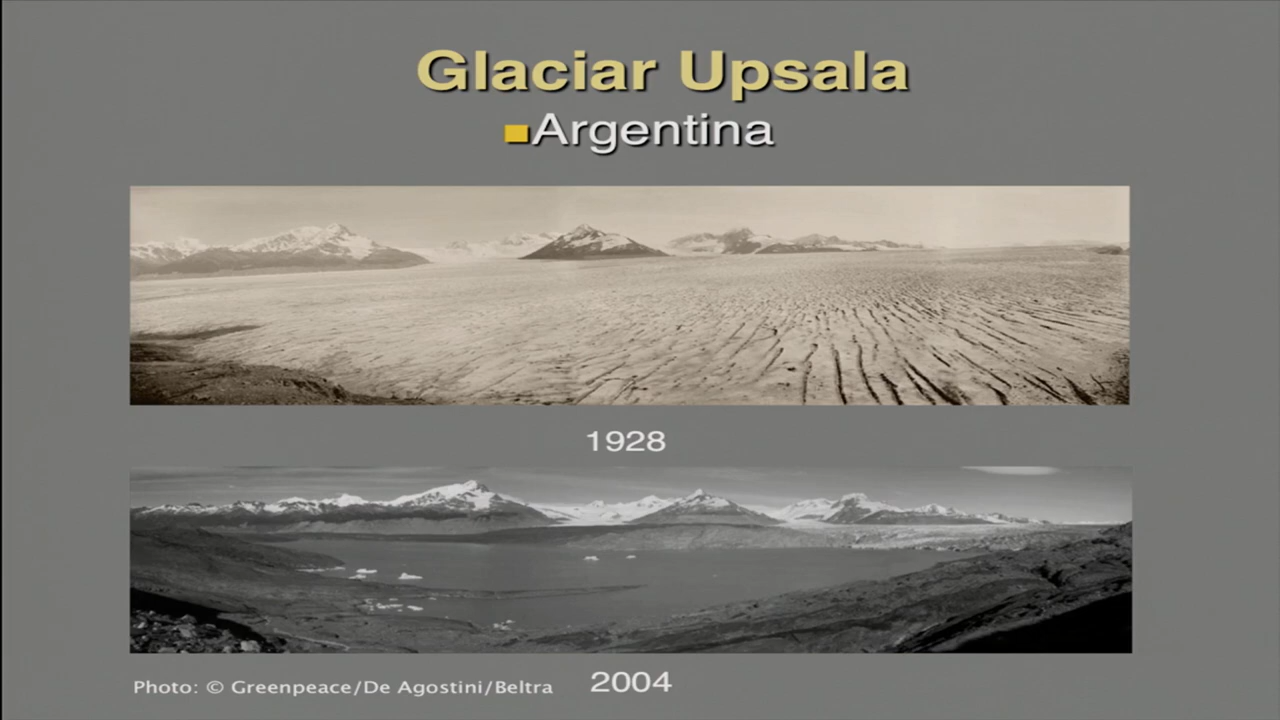 Glaciar Upsala
Argentina
1928
2004
Photo: © Greenpeace/De Agostini/Beltra